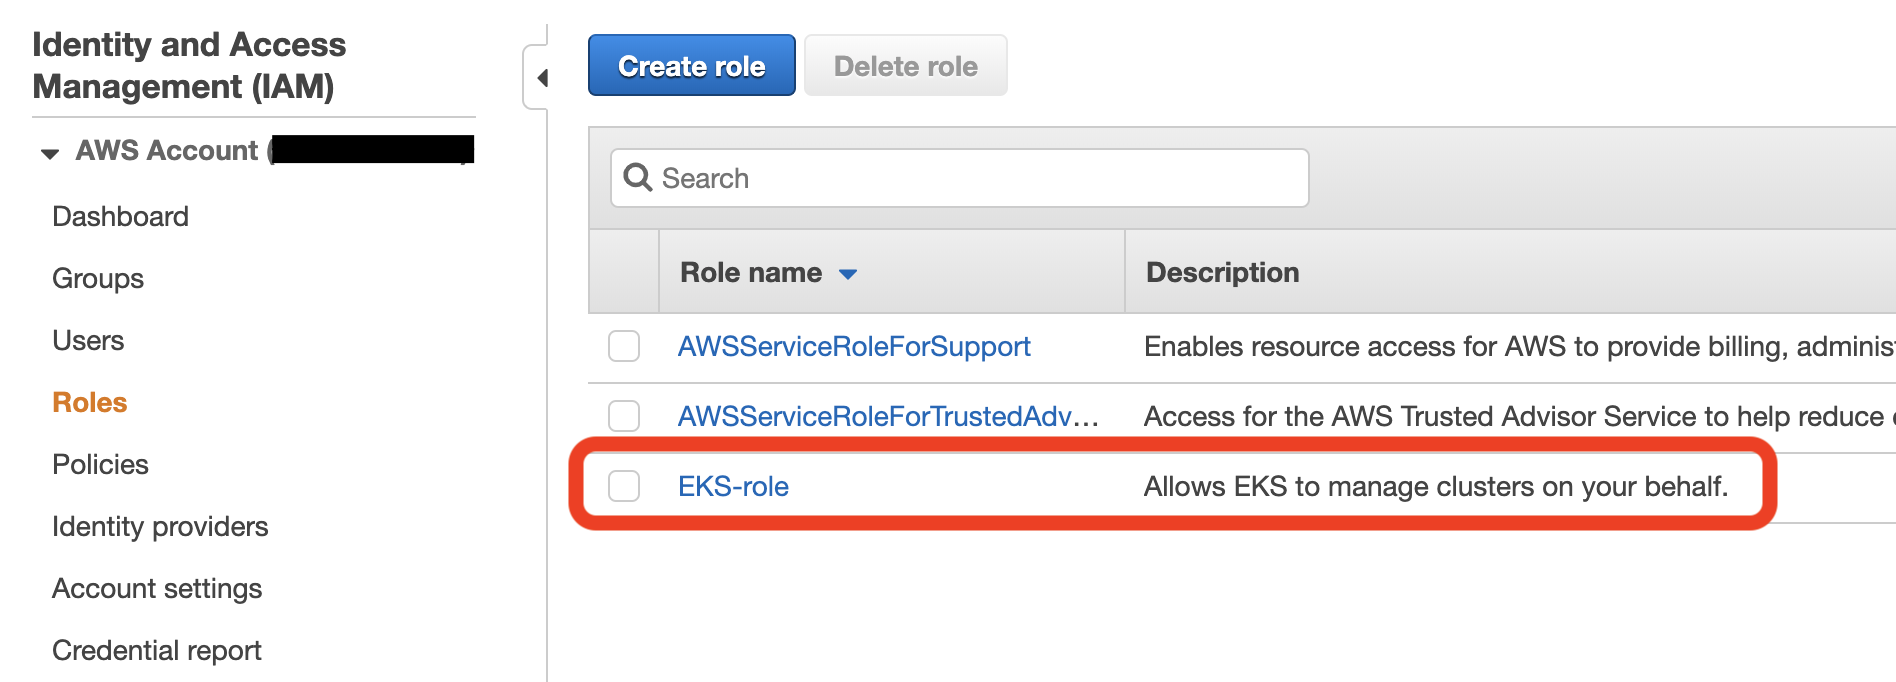 Identity and Access
Management (IAM)
AWS Account (
Dashboard
Groups
Users
Roles
Policies
Identity providers
Account settings
Credential report
Create role
Delete role
Search
Role name
Description
AWSServiceRoleForSupport
Enables resource access for AWS to provide billing, adminis
AWSServiceRoleForTrustedAdv...
Access for the AWS Trusted Advisor Service to help reduce
EKS-role
Allows EKS to manage clusters on your behalf.